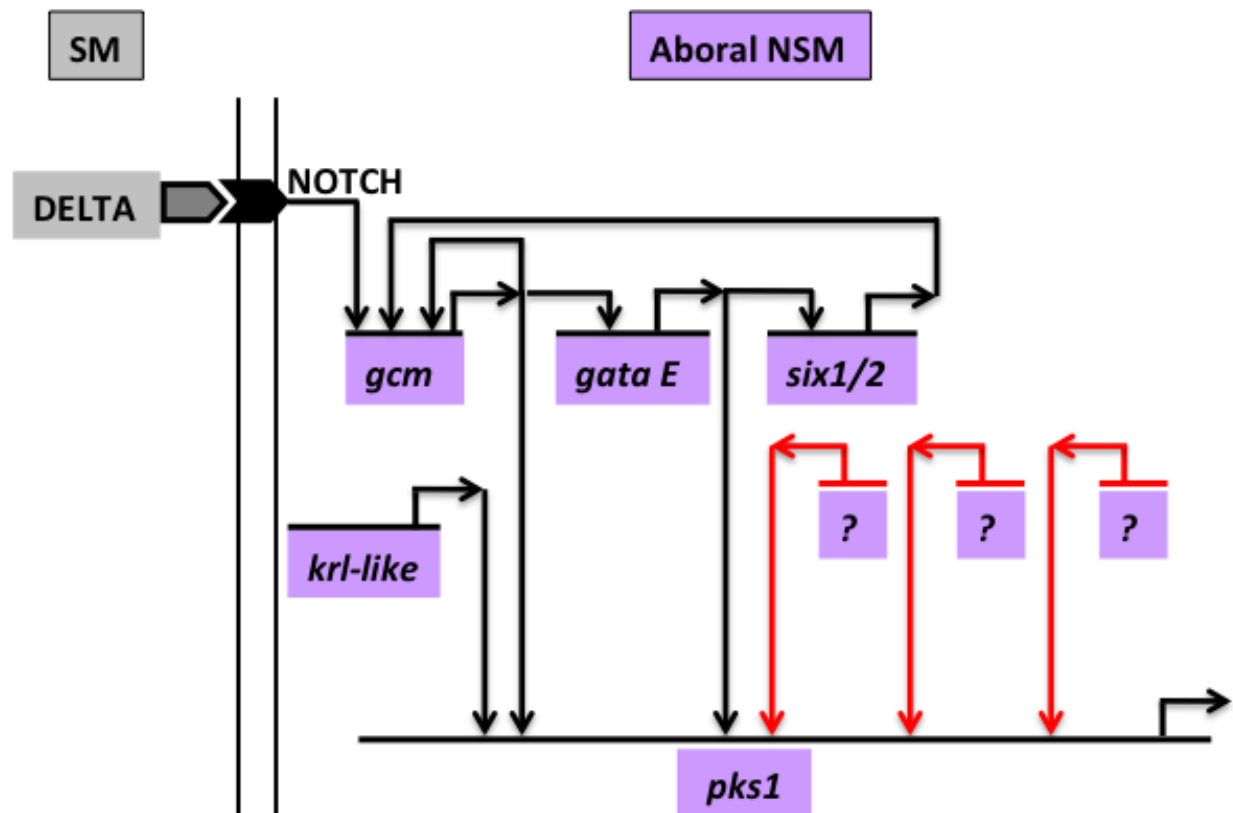 SM
Aboral NSM
NOTCH
DELTA
gcm
gata E
six1/2
?
?
?
krl-like
pks1